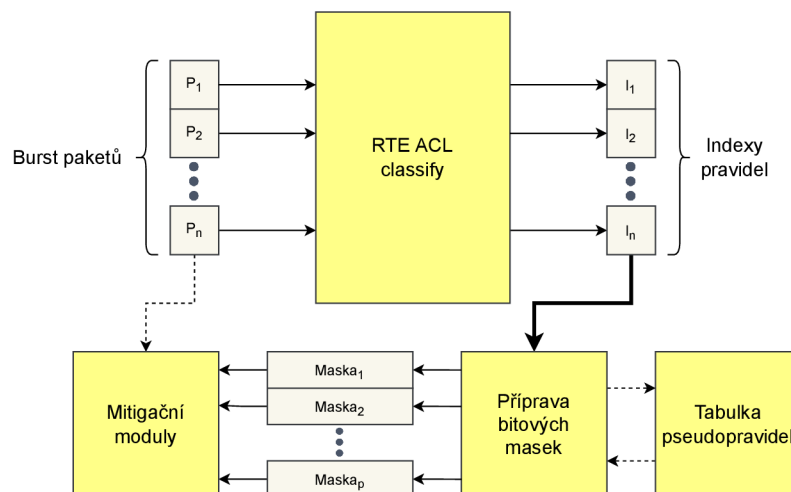 Burst paketů
P1
P2
Pn
RTE ACL
classify
I1
I2
In
Indexy
pravidel
Mitigační
moduly
Maska1
Maska2
Maskap
Příprava
bitových
masek
Tabulka
pseudopravidel